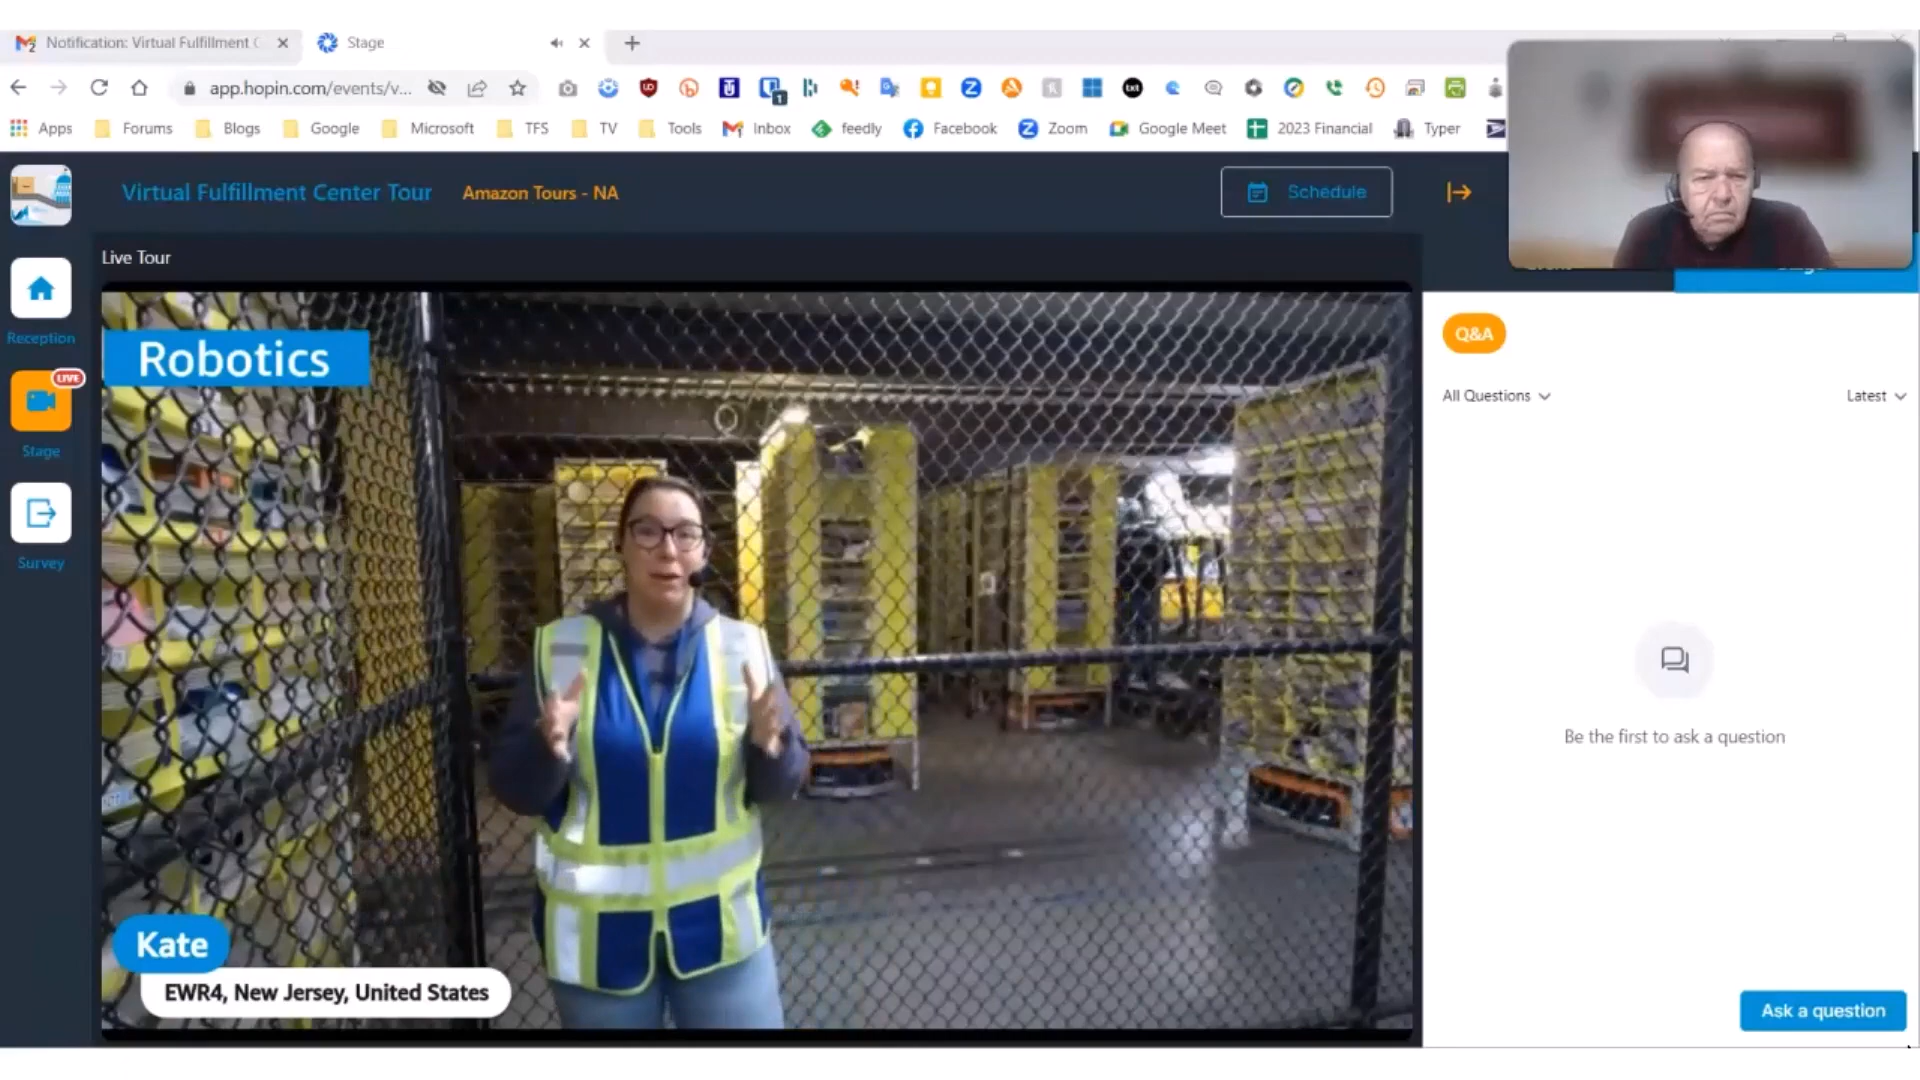 Notification: Virtual Fulfillment C
Stage
app.hopin.com/events/v...
Apps
Forums
Blogs
Google
Microsoft
TFS
TV
Tools
Inbox
feedly
Facebook
Zoom
Google Meet
2023 Financial
Typer
Virtual Fulfillment Center Tour
Amazon Tours - NA
Schedule
Live Tour
Reception
LIVE
Stage
Survey
Robotics
Kate
EWR4, New Jersey, United States
Q&A
All Questions
Latest
Be the first to ask a question
Ask a question